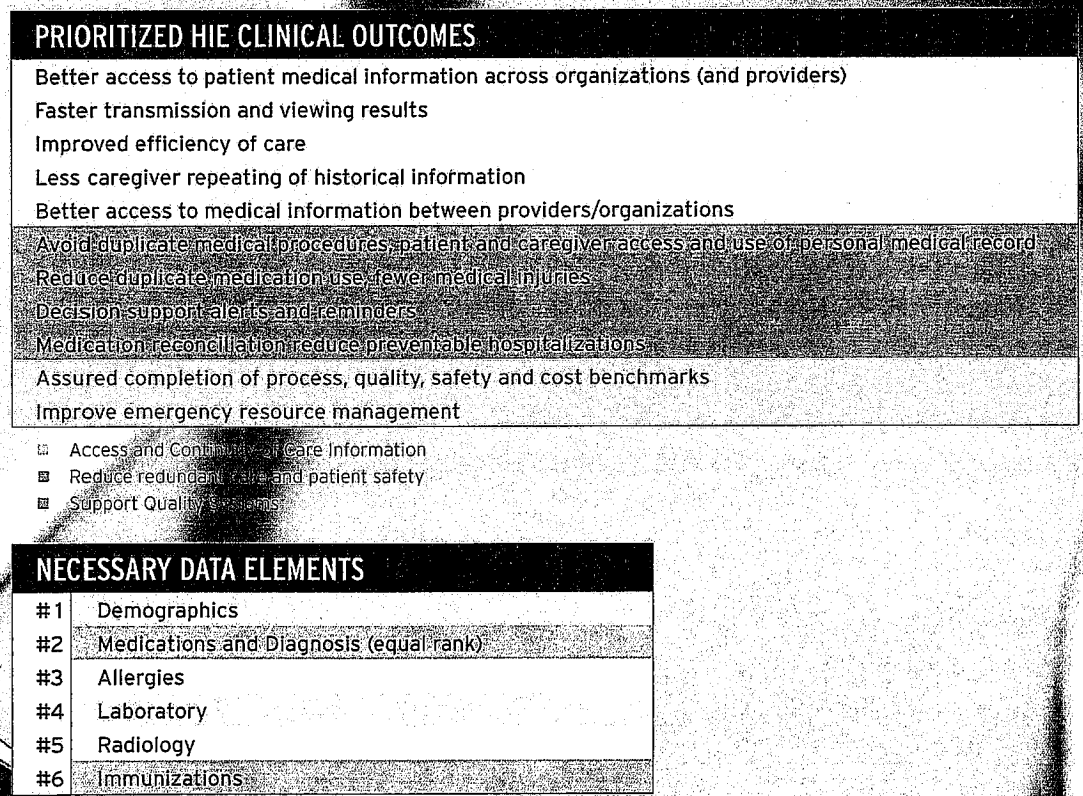 PRIORITIZED HIE CLINICAL OUTCOMES
Better access to patient medical information across organizations (and providers)
Faster transmission and viewing results
Improved efficiency of care
Less caregiver repeating of historical information
Better access to medical information between providers/organizations
Avoid duplicate medical procedures, patient and caregiver access and use of personal medical record
Reduce duplicate medication use, fewer medical injuries
Decision support alerts and reminders
Medication reconciliation reduce preventable hospitalizations
Assured completion of process, quality, safety and cost benchmarks
Improve emergency resource management
Access and Continuity of Care Information
Reduce redundant care and patient safety
Support Quality Systems
NECESSARY DATA ELEMENTS
#1 Demographics
#2 Medications and Diagnosis (equal rank)
#3 Allergies
#4 Laboratory
#5 Radiology
#6 Immunizations